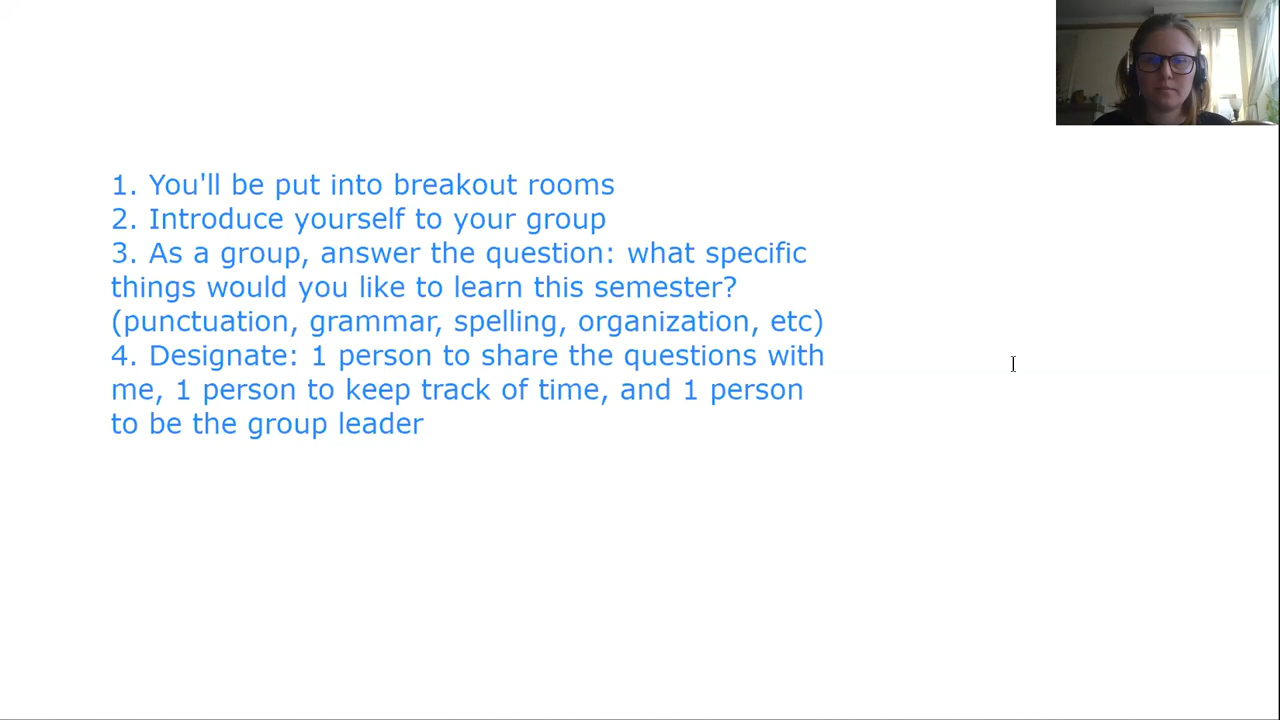 1. You'll be put into breakout rooms
2. Introduce yourself to your group
3. As a group, answer the question: what specific
things would you like to learn this semester?
(punctuation, grammar, spelling, organization, etc)
4. Designate: 1 person to share the questions with
me, 1 person to keep track of time, and 1 person
to be the group leader